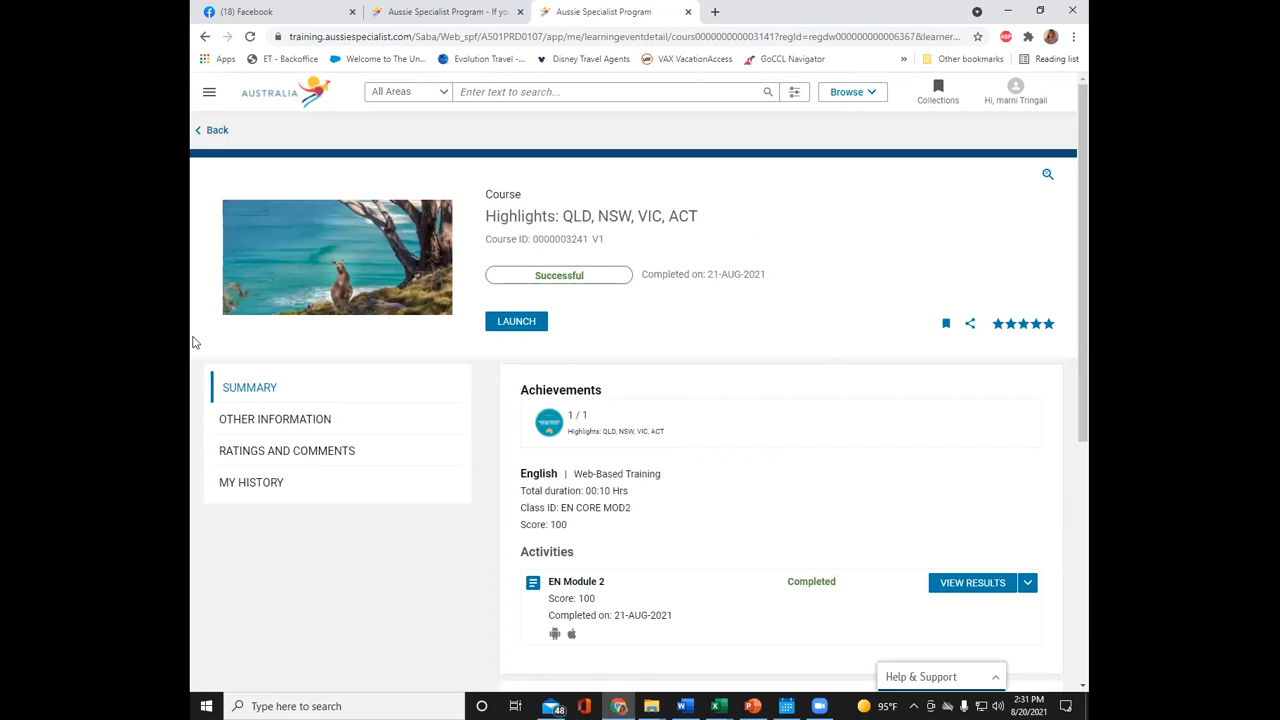 (18) Facebook
Aussie Specialist Program - If yo
Aussie Specialist Program
training.aussiespecialist.com/Saba/Web_spf/A501PRD0107/app/me/learningeventdetail/cours000000000003141?regId=regdw000000000006367&learner...
ABP
Apps
ET - Backoffice
Welcome to The Un...
Evolution Travel -...
Disney Travel Agents
VAX VacationAccess
GoCCL Navigator
»
Other bookmarks
Reading list
AUSTRALIA
All Areas
Enter text to search...
Browse
Collections
Hi, marni Tringali
Back
Course
Highlights: QLD, NSW, VIC, ACT
Course ID: 0000003241 V1
Successful
Completed on: 21-AUG-2021
LAUNCH
SUMMARY
OTHER INFORMATION
RATINGS AND COMMENTS
MY HISTORY
Achievements
1 / 1
Highlights: QLD, NSW, VIC, ACT
English | Web-Based Training
Total duration: 00:10 Hrs
Class ID: EN CORE MOD2
Score: 100
Activities
EN Module 2
Completed
VIEW RESULTS
Score: 100
Completed on: 21-AUG-2021
Help & Support
Type here to search
48
95°F
2:31 PM
8/20/2021